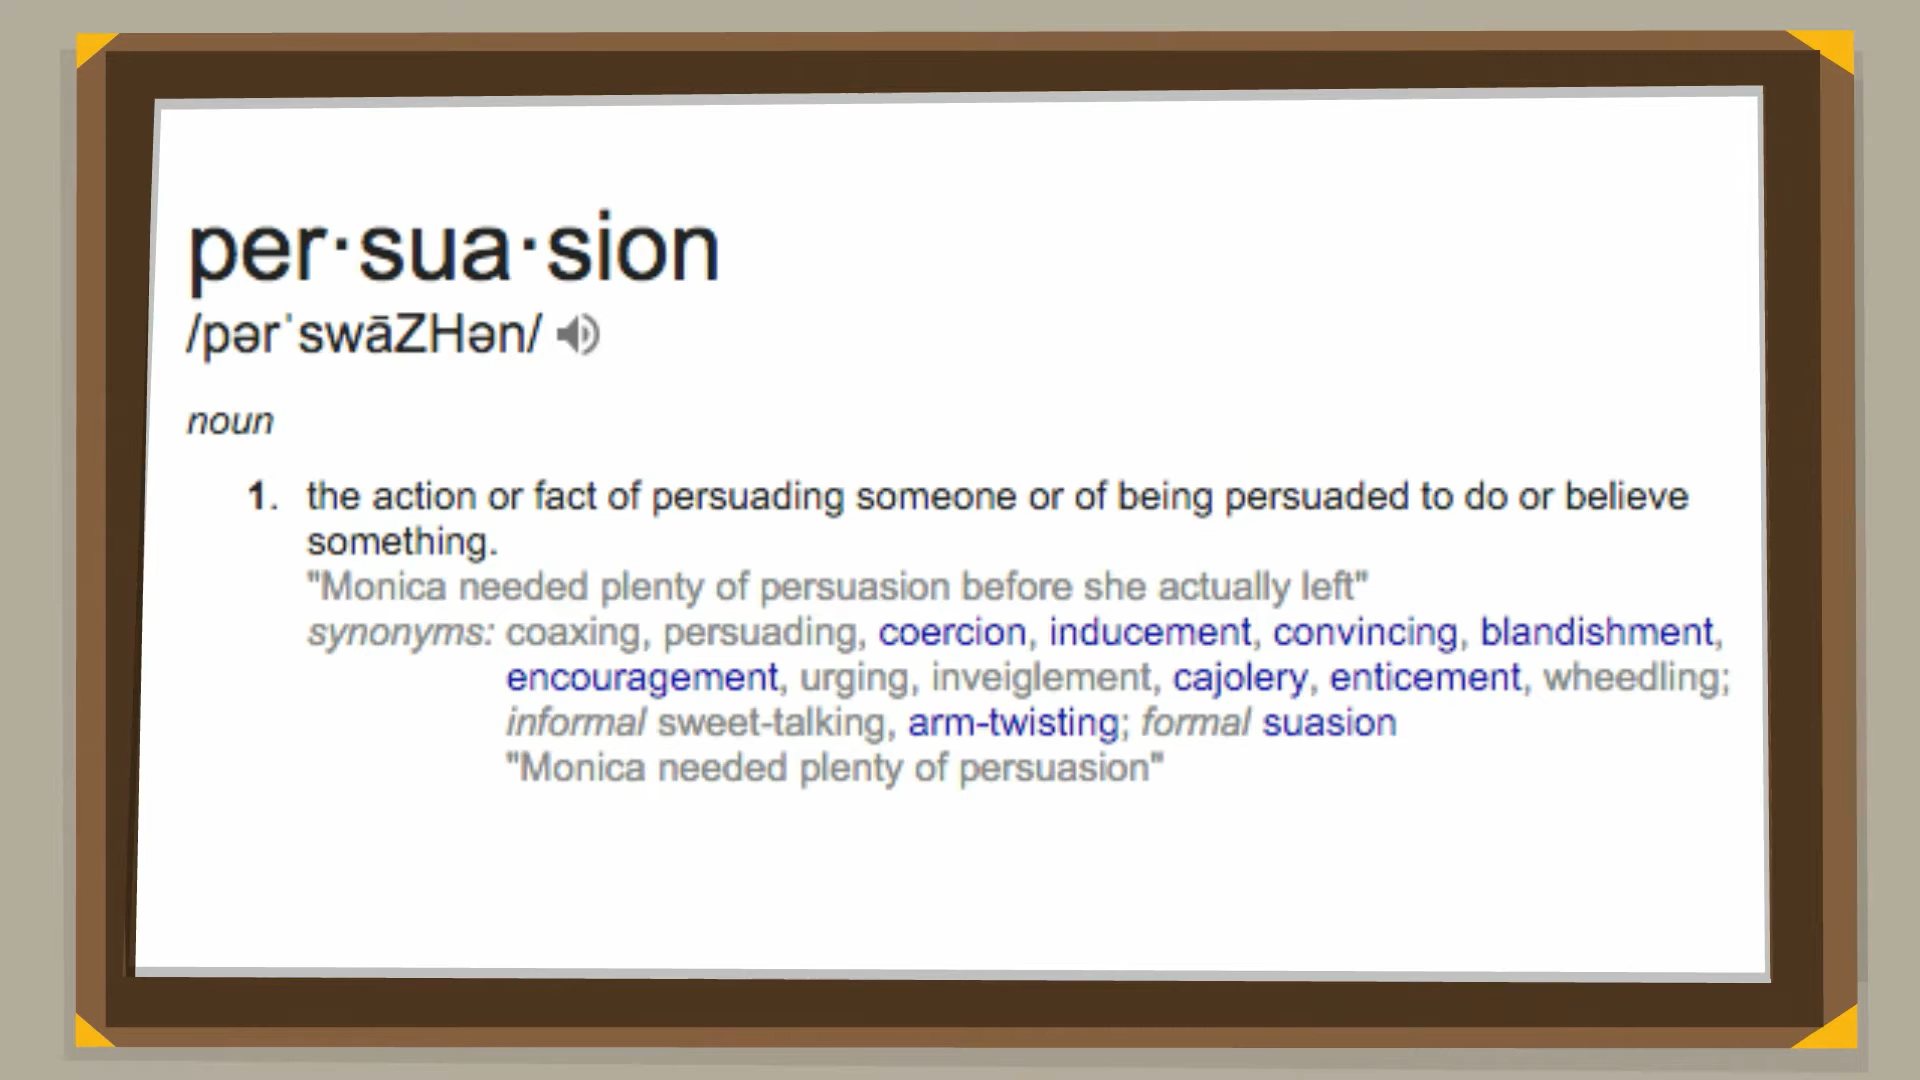 per·sua·sion
/pərˈswāZHən/
noun
1. the action or fact of persuading someone or of being persuaded to do or believe
something.
"Monica needed plenty of persuasion before she actually left"
synonyms: coaxing, persuading, coercion, inducement, convincing, blandishment,
encouragement, urging, inveiglement, cajolery, enticement, wheedling;
informal sweet-talking, arm-twisting; formal suasion
"Monica needed plenty of persuasion"